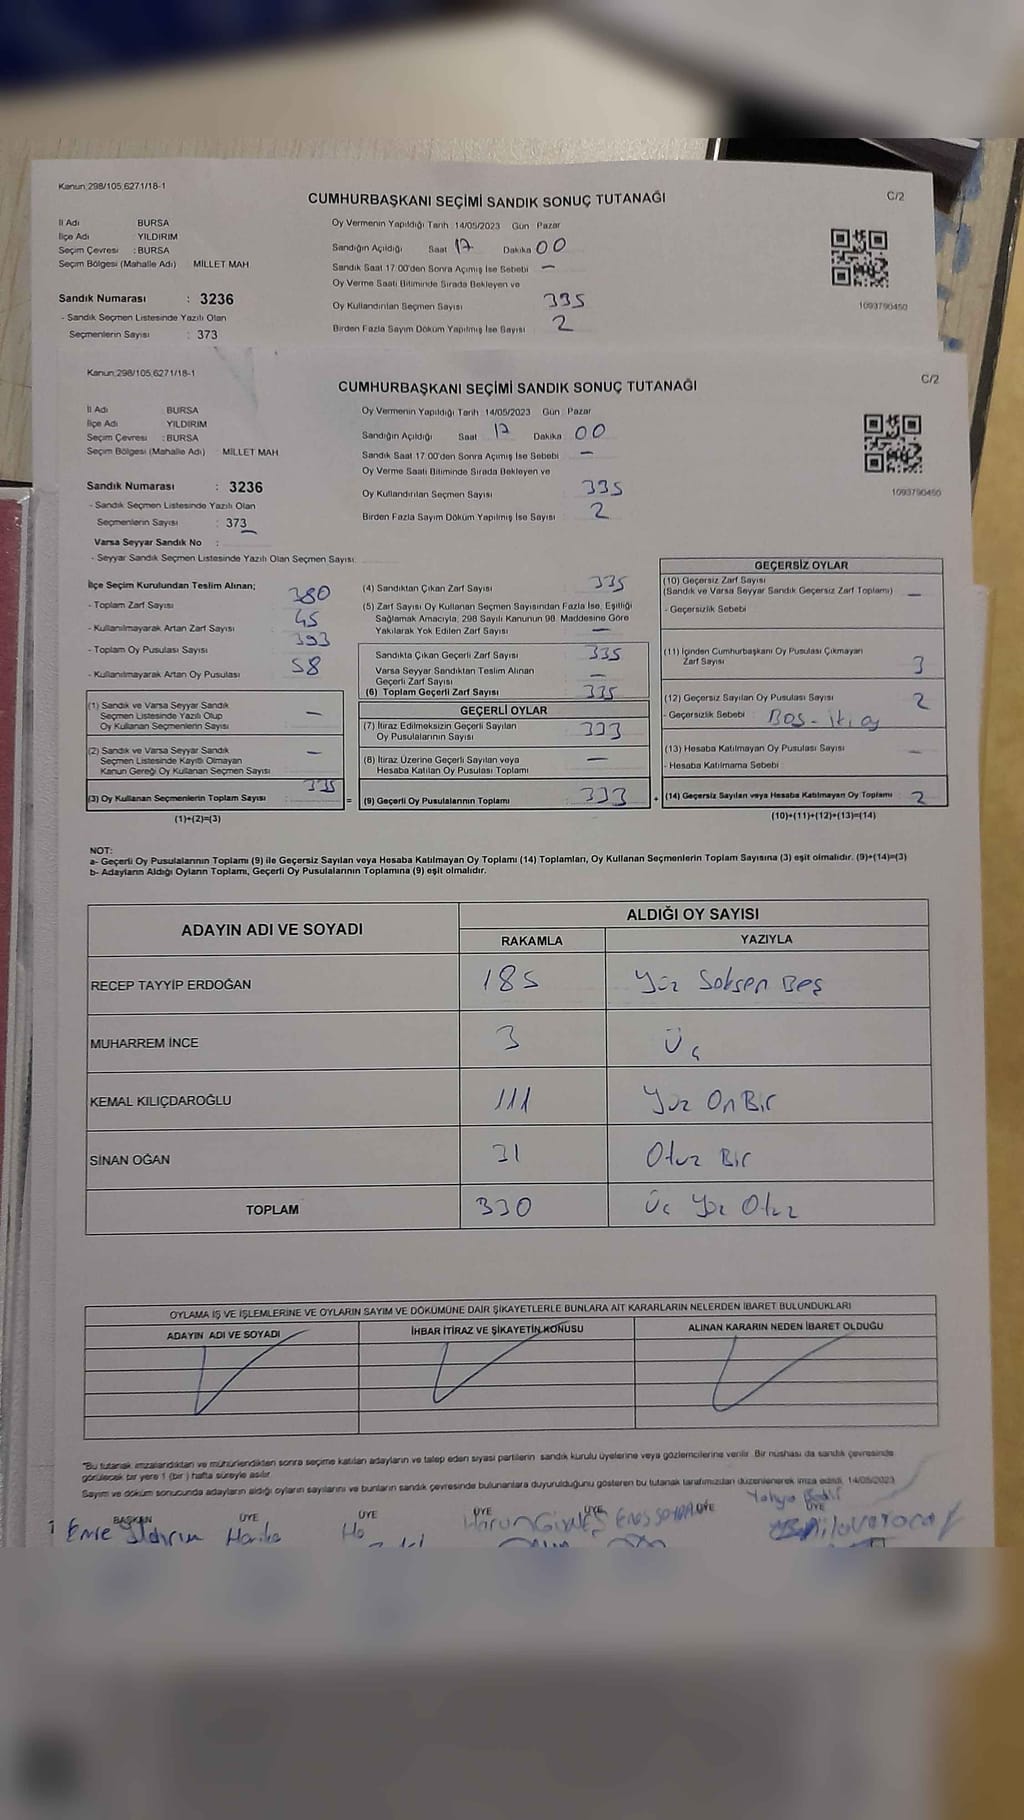 Kanun;298/105,6271/18-1
CUMHURBAŞKANI SEÇİMİ SANDIK SONUÇ TUTANAĞI
C/2
İl Adı BURSA
İlçe Adı YILDIRIM
Seçim Çevresi : BURSA
Seçim Bölgesi (Mahalle Adı) MİLLET MAH
Oy Vermenin Yapıldığı Tarih 14/05/2023 Gün Pazar
Sandığın Açıldığı Saat 17 Dakika 00
Sandık Saat 17:00'den Sonra Açımış İse Sebebi —
Oy Verme Saati Bitiminde Sırada Bekleyen ve
Oy Kullandırılan Seçmen Sayısı 335
Birden Fazla Sayım Döküm Yapılmış İse Sayısı 2
1093790450
Sandık Numarası : 3236
- Sandık Seçmen Listesinde Yazılı Olan
Seçmenlerin Sayısı : 373
Kanun;298/105,6271/18-1
CUMHURBAŞKANI SEÇİMİ SANDIK SONUÇ TUTANAĞI
C/2
İl Adı BURSA
İlçe Adı YILDIRIM
Seçim Çevresi : BURSA
Seçim Bölgesi (Mahalle Adı) MİLLET MAH
Oy Vermenin Yapıldığı Tarih 14/05/2023 Gün Pazar
Sandığın Açıldığı Saat 17 Dakika 00
Sandık Saat 17:00'den Sonra Açımış İse Sebebi —
Oy Verme Saati Bitiminde Sırada Bekleyen ve
Oy Kullandırılan Seçmen Sayısı 335
Birden Fazla Sayım Döküm Yapılmış İse Sayısı : 2
1093790450
Sandık Numarası : 3236
- Sandık Seçmen Listesinde Yazılı Olan
Seçmenlerin Sayısı : 373
Varsa Seyyar Sandık No :
- Seyyar Sandık Seçmen Listesinde Yazılı Olan Seçmen Sayısı:
İlçe Seçim Kurulundan Teslim Alınan;
- Toplam Zarf Sayısı 380
- Kullanılmayarak Artan Zarf Sayısı 45
- Toplam Oy Pusulası Sayısı 393
- Kullanılmayarak Artan Oy Pusulası 58
(1) Sandık ve Varsa Seyyar Sandık
Seçmen Listesinde Yazılı Olup
Oy Kullanan Seçmenlerin Sayısı —
(2) Sandık ve Varsa Seyyar Sandık
Seçmen Listesinde Kayıtlı Olmayan
Kanun Gereği Oy Kullanan Seçmen Sayısı —
(3) Oy Kullanan Seçmenlerin Toplam Sayısı : 335 =
(1)+(2)=(3)
(4) Sandıktan Çıkan Zarf Sayısı : 335
(5) Zarf Sayısı Oy Kullanan Seçmen Sayısından Fazla İse, Eşitliği
Sağlamak Amacıyla, 298 Sayılı Kanunun 98. Maddesine Göre
Yakılarak Yok Edilen Zarf Sayısı : —
Sandıkta Çıkan Geçerli Zarf Sayısı : 335
Varsa Seyyar Sandıktan Teslim Alınan
Geçerli Zarf Sayısı : —
(6) Toplam Geçerli Zarf Sayısı : 335
GEÇERLİ OYLAR
(7) İtiraz Edilmeksizin Geçerli Sayılan
Oy Pusulalarının Sayısı : 333
(8) İtiraz Üzerine Geçerli Sayılan veya
Hesaba Katılan Oy Pusulası Toplamı : —
(9) Geçerli Oy Pusulalarının Toplamı : 333 +
GEÇERSİZ OYLAR
(10) Geçersiz Zarf Sayısı
(Sandık ve Varsa Seyyar Sandık Geçersiz Zarf Toplamı) —
- Geçersizlik Sebebi
(11) İçinden Cumhurbaşkanı Oy Pusulası Çıkmayan
Zarf Sayısı 3
(12) Geçersiz Sayılan Oy Pusulası Sayısı 2
- Geçersizlik Sebebi : Boş - iki oy
(13) Hesaba Katılmayan Oy Pusulası Sayısı —
- Hesaba Katılmama Sebebi :
(14) Geçersiz Sayılan veya Hesaba Katılmayan Oy Toplamı : 2
(10)+(11)+(12)+(13)=(14)
NOT:
a- Geçerli Oy Pusulalarının Toplamı (9) ile Geçersiz Sayılan veya Hesaba Katılmayan Oy Toplamı (14) Toplamları, Oy Kullanan Seçmenlerin Toplam Sayısına (3) eşit olmalıdır. (9)+(14)=(3)
b- Adayların Aldığı Oyların Toplamı, Geçerli Oy Pusulalarının Toplamına (9) eşit olmalıdır.
ADAYIN ADI VE SOYADI ALDIĞI OY SAYISI
RAKAMLA YAZIYLA
RECEP TAYYİP ERDOĞAN 185 Yüz Seksen Beş
MUHARREM İNCE 3 Üç
KEMAL KILIÇDAROĞLU 111 Yüz On Bir
SİNAN OĞAN 31 Otuz Bir
TOPLAM 330 Üç Yüz Otuz
OYLAMA İŞ VE İŞLEMLERİNE VE OYLARIN SAYIM VE DÖKÜMÜNE DAİR ŞİKAYETLERLE BUNLARA AİT KARARLARIN NELERDEN İBARET BULUNDUKLARI
ADAYIN ADI VE SOYADI İHBAR İTİRAZ VE ŞİKAYETİN KONUSU ALINAN KARARIN NEDEN İBARET OLDUĞU
"Bu tutanak imzalandıktan ve mühürlendikten sonra seçime katılan adayların ve talep eden siyasi partilerin sandık kurulu üyelerine veya gözlemcilerine verilir. Bir nüshası da sandık çevresinde
görülecek bir yere 1 (bir) hafta süreyle asılır.
Sayım ve döküm sonucunda adayların aldığı oyların sayılarını ve bunların sandık çevresinde bulunanlara duyurulduğunu gösteren bu tutanak tarafımızdan düzenlenerek imza edildi. 14/05/2023
BAŞKAN ÜYE ÜYE ÜYE ÜYE ÜYE ÜYE
Emre Yıldırım Harika Harun Güneş